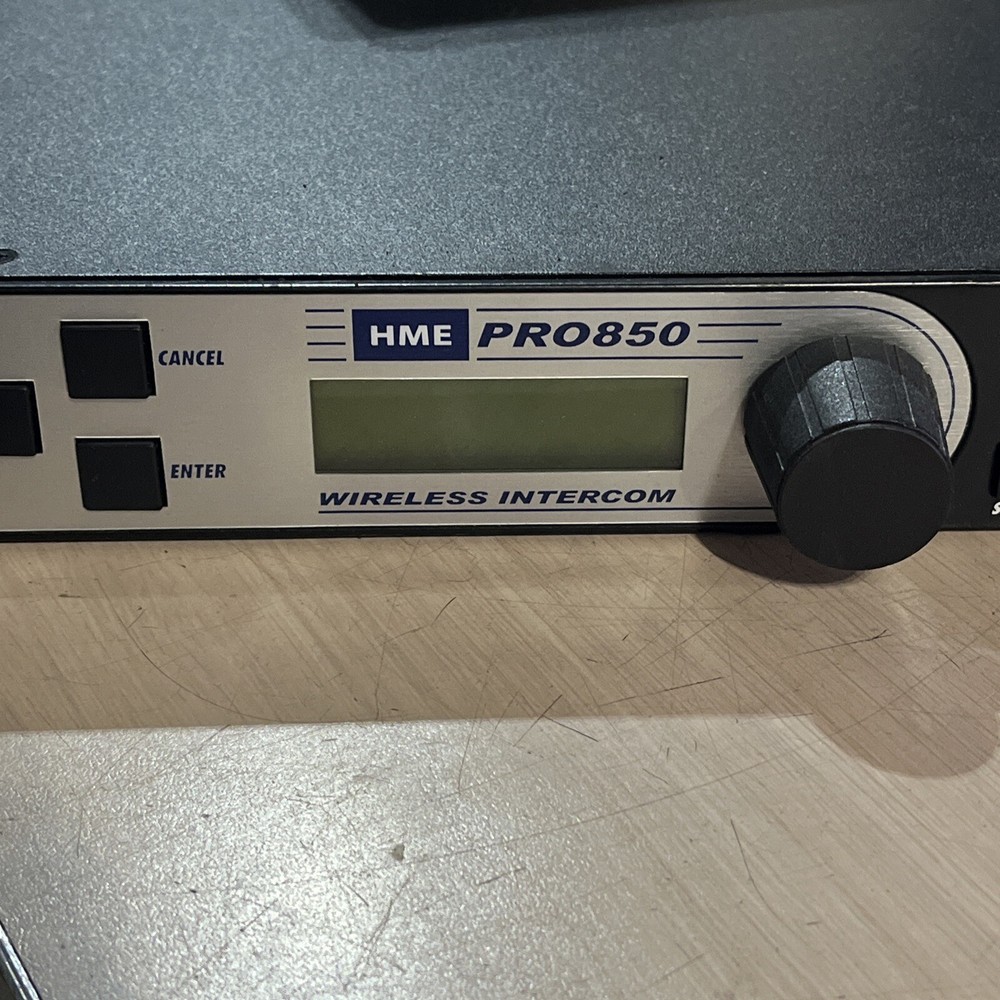 HME PRO850
CANCEL
ENTER
WIRELESS INTERCOM